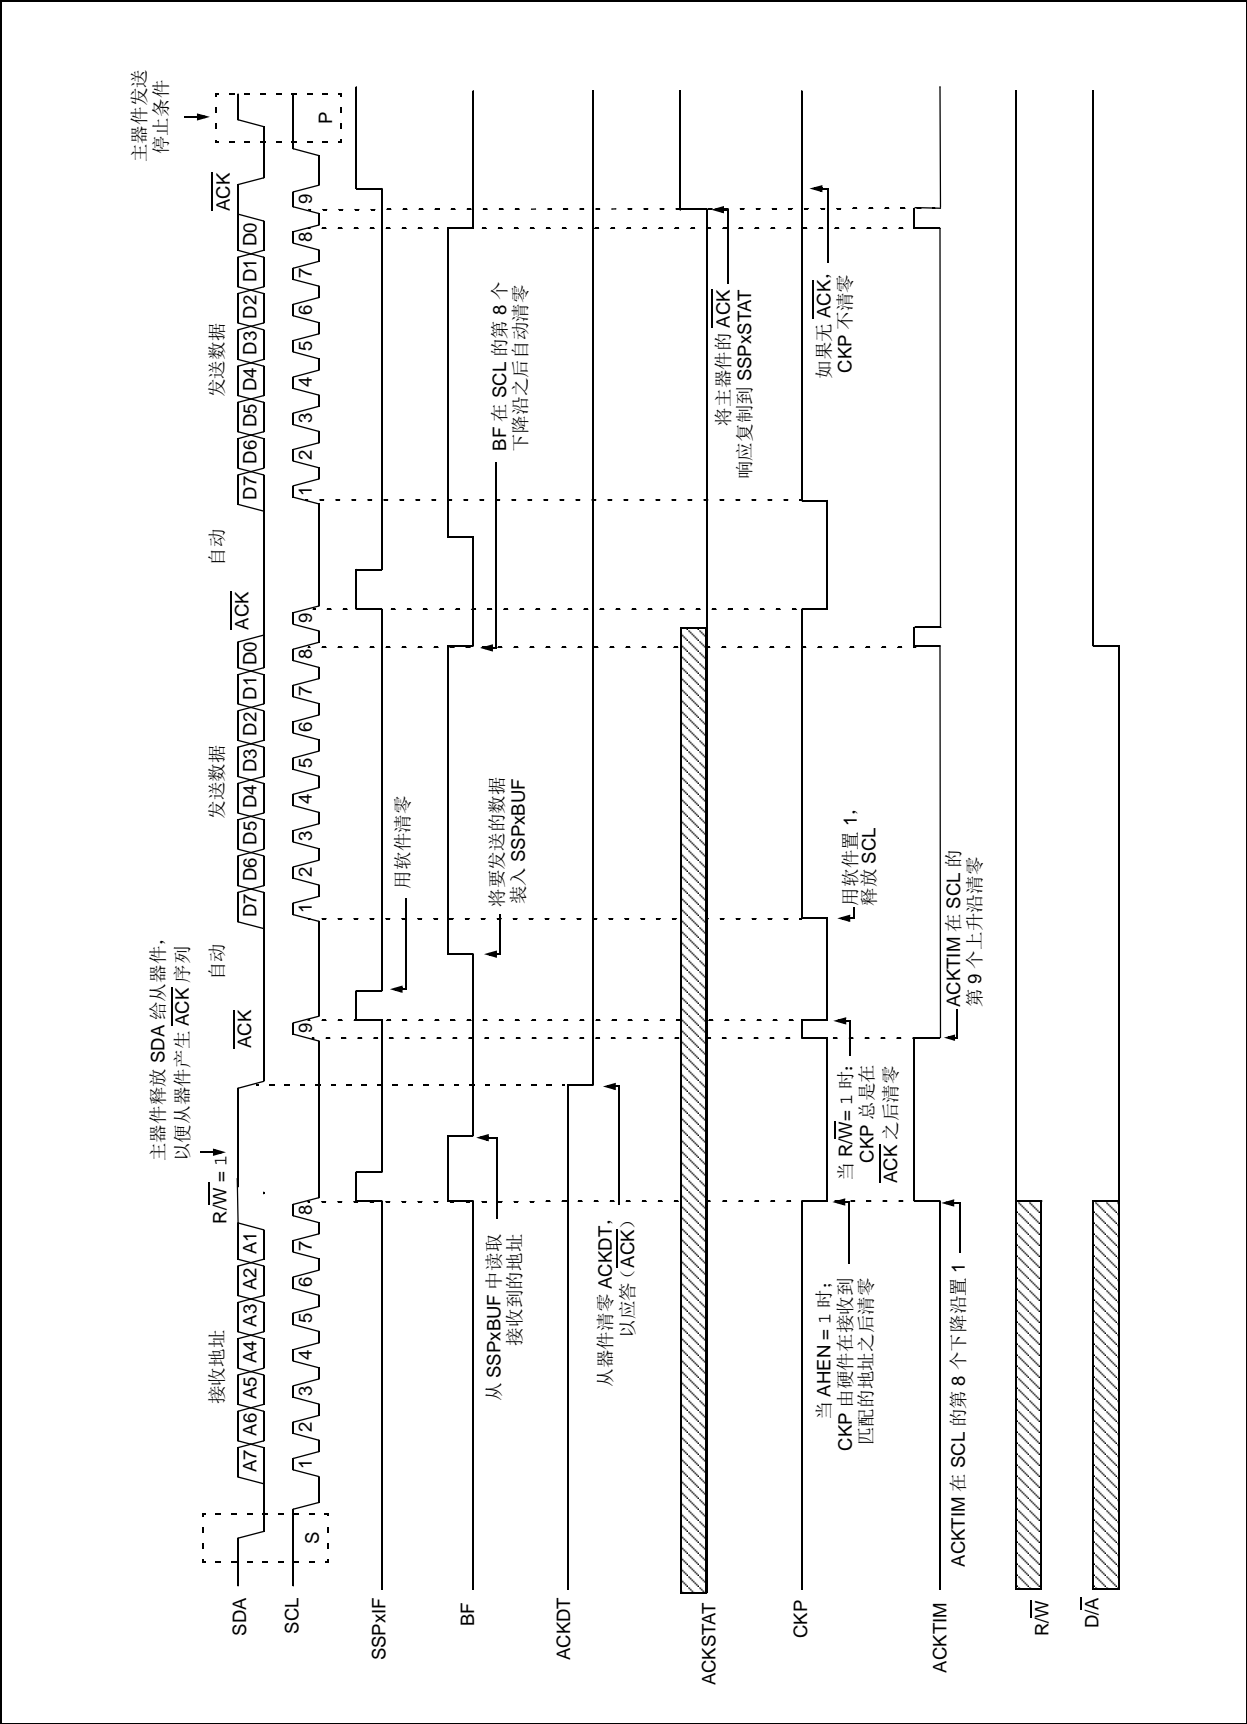 主器件释放 SDA 给从器件，
以便从器件产生 ACK 序列
主器件发送
停止条件
接收地址
R/W = 1
ACK
自动
发送数据
ACK
自动
发送数据
ACK
SDA
A7 A6 A5 A4 A3 A2 A1
D7 D6 D5 D4 D3 D2 D1 D0
D7 D6 D5 D4 D3 D2 D1 D0
SCL
S
1 2 3 4 5 6 7 8 9
1 2 3 4 5 6 7 8 9
1 2 3 4 5 6 7 8 9
P
SSPxIF
用软件清零
BF
从 SSPxBUF 中读取
接收到的地址
将要发送的数据
装入 SSPxBUF
BF 在 SCL 的第 8 个
下降沿之后自动清零
ACKDT
从器件清零 ACKDT，
以应答（ACK）
ACKSTAT
将主器件的 ACK
响应复制到 SSPxSTAT
CKP
当 AHEN = 1 时；
CKP 由硬件在接收到
匹配的地址之后清零
当 R/W = 1 时：
CKP 总是在
ACK 之后清零
用软件置 1，
释放 SCL
如果无 ACK，
CKP 不清零
ACKTIM
ACKTIM 在 SCL 的第 8 个下降沿置 1
ACKTIM 在 SCL 的
第 9 个上升沿清零
R/W
D/A